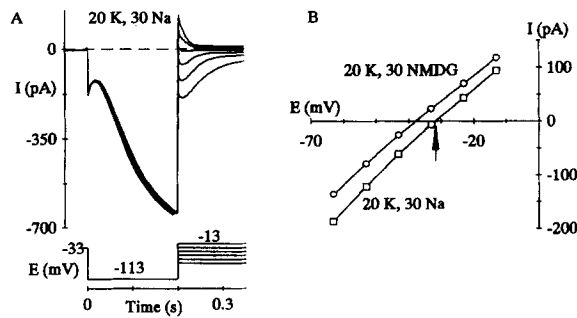 A
20 K, 30 Na
0
I (pA)
-350
-700
-33
-13
E (mV)
-113
0
0.3
Time (s)
B
I (pA)
20 K, 30 NMDG
100
E (mV)
0
-70
-20
-100
20 K, 30 Na
-200